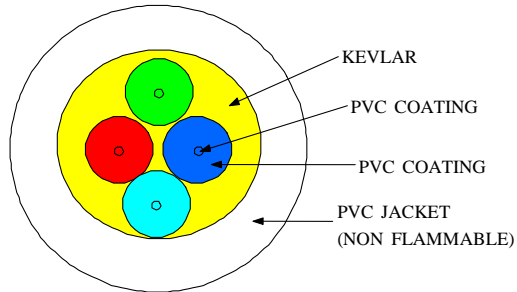 KEVLAR
PVC COATING
PVC COATING
PVC JACKET
(NON FLAMMABLE)